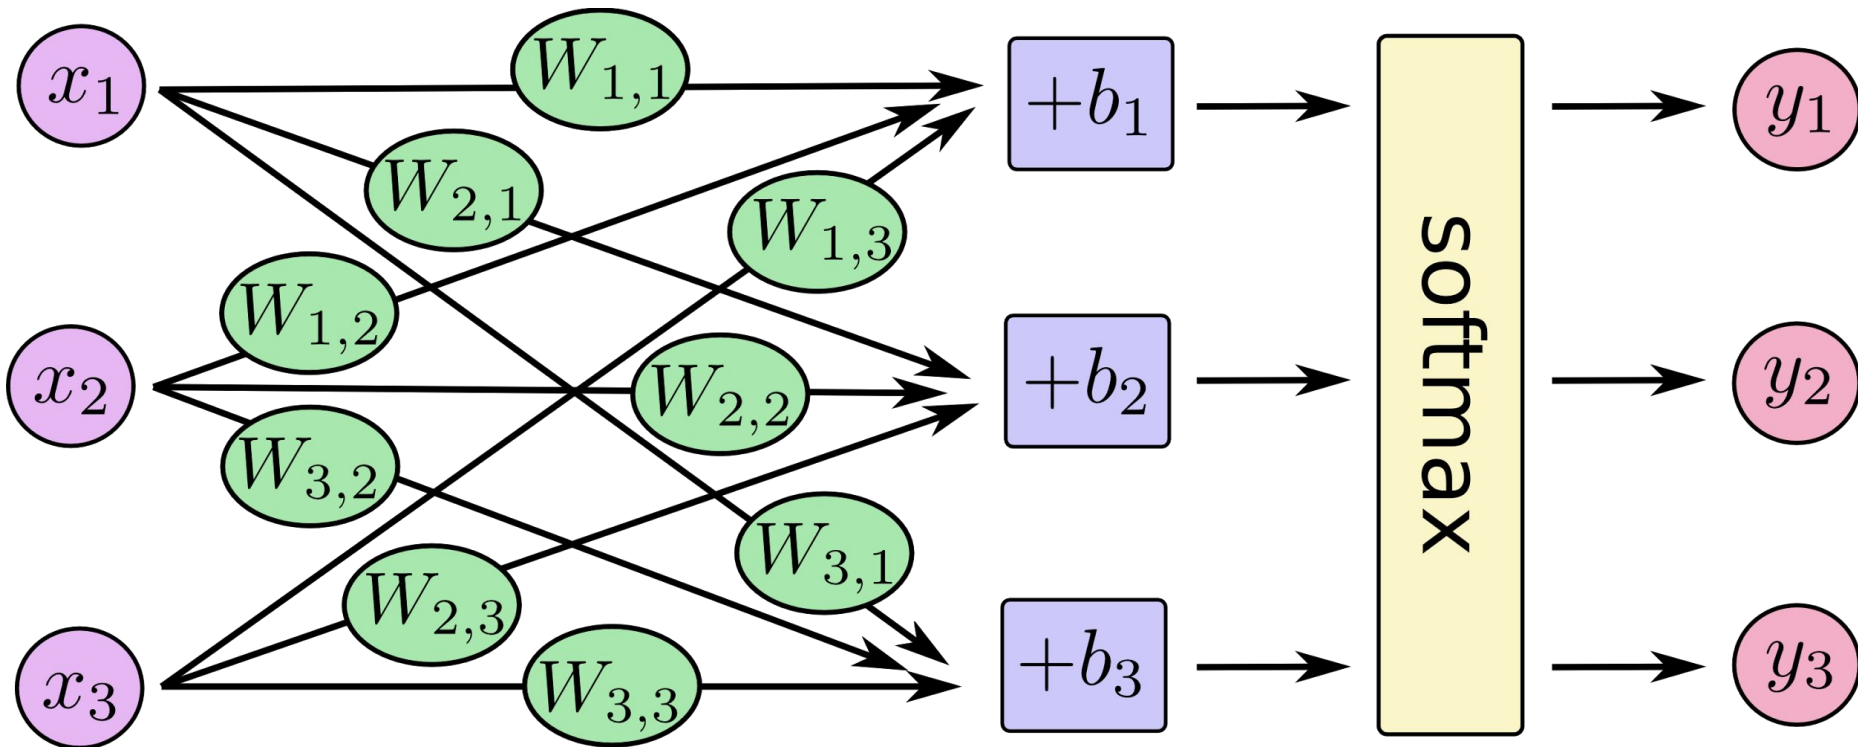 x₁
W₁,₁
+b₁
y₁
W₂,₁
W₁,₃
W₁,₂
softmax
x₂
W₂,₂
+b₂
y₂
W₃,₂
W₃,₁
W₂,₃
x₃
W₃,₃
+b₃
y₃